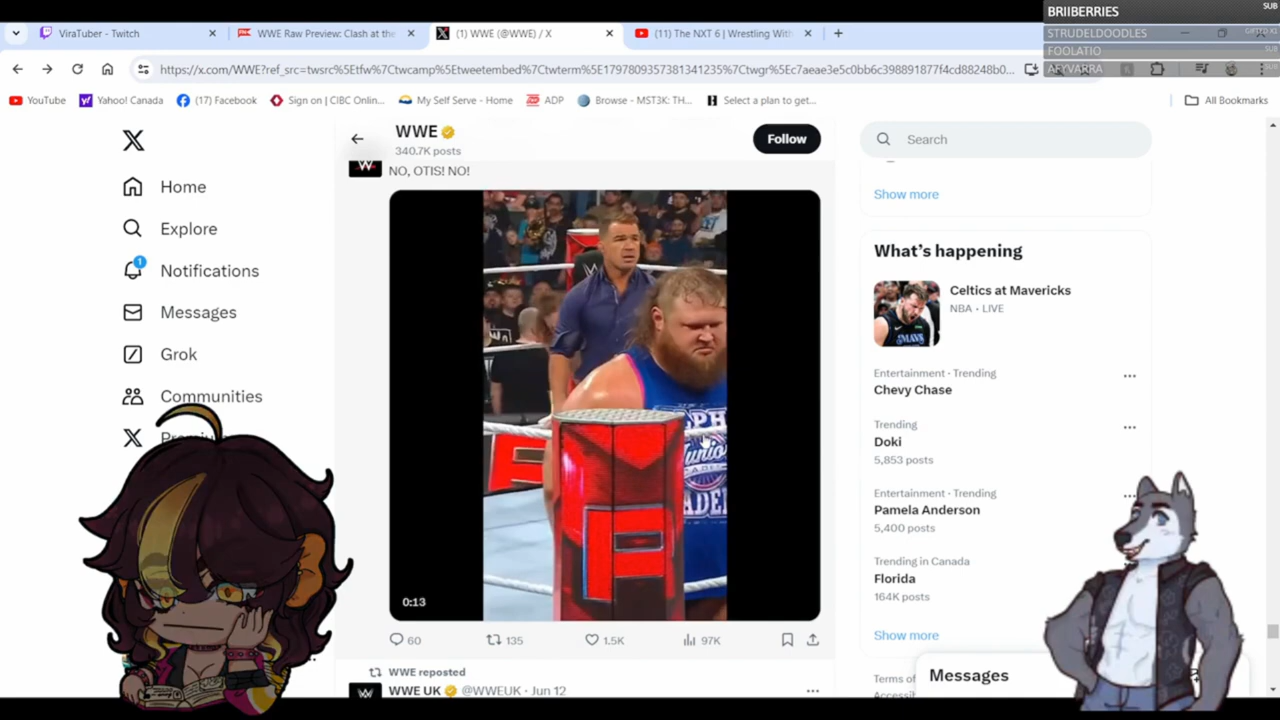 BRIIBERRIES
SUB
STRUDELDOODLES
FOOLATIO
AFYVARRA
ViraTuber - Twitch
WWE Raw Preview: Clash at the
(1) WWE (@WWE) / X
(11) The NXT 6 | Wrestling With
https://x.com/WWE?ref_src=twsrc%5Etfw%7Ctwcamp%5Etweetembed%7Ctwterm%5E1797809357381341235%7Ctwgr%5Ec7aeae3e5c0bb6c398891877f4cd88248b0...
YouTube
Yahoo! Canada
(17) Facebook
Sign on | CIBC Onlin...
My Self Serve - Home
ADP
Browse - MST3K: TH...
Select a plan to get...
All Bookmarks
Home
Explore
1
Notifications
Messages
Grok
Communities
WWE
340.7K posts
Follow
NO, OTIS! NO!
0:13
60
135
1.5K
97K
WWE reposted
WWE UK @WWEUK · Jun 12
Search
Show more
What's happening
Celtics at Mavericks
NBA · LIVE
Entertainment · Trending
Chevy Chase
Trending
Doki
5,853 posts
Entertainment · Trending
Pamela Anderson
5,400 posts
Trending in Canada
Florida
164K posts
Show more
Messages
Terms of